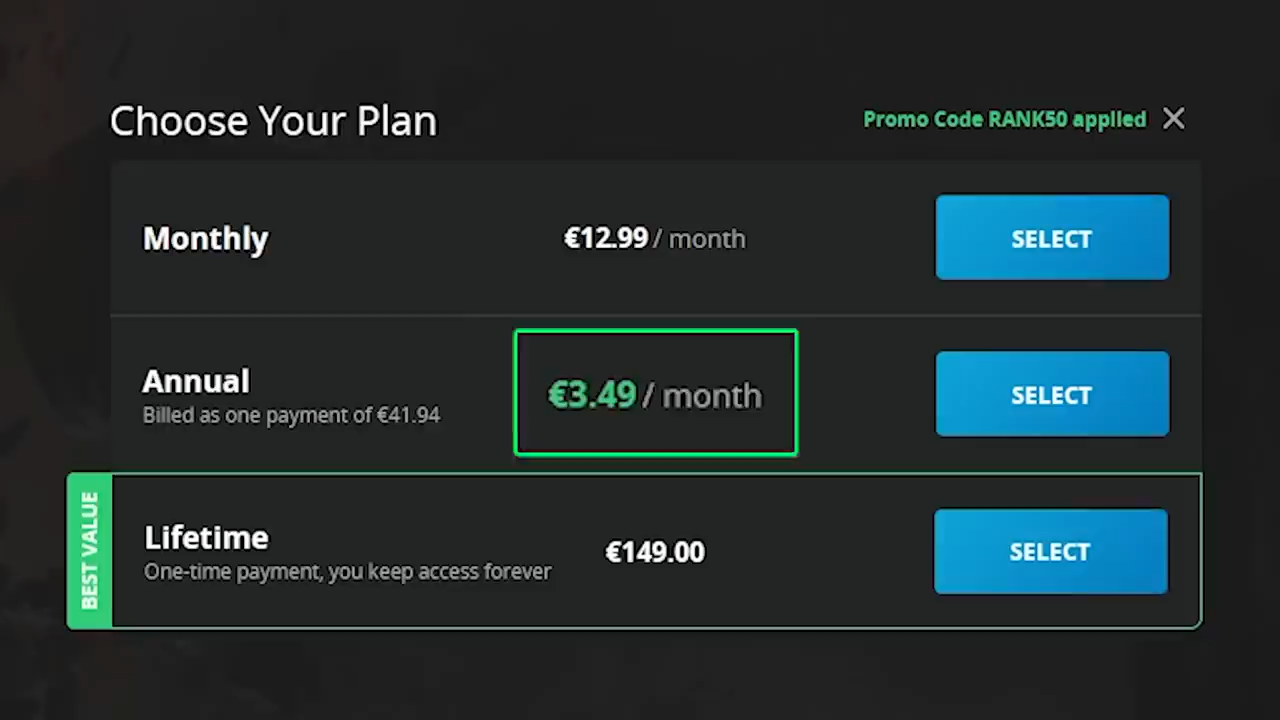 Choose Your Plan
Promo Code RANK50 applied
Monthly
€12.99 / month
SELECT
Annual
Billed as one payment of €41.94
€3.49 / month
SELECT
BEST VALUE
Lifetime
One-time payment, you keep access forever
€149.00
SELECT